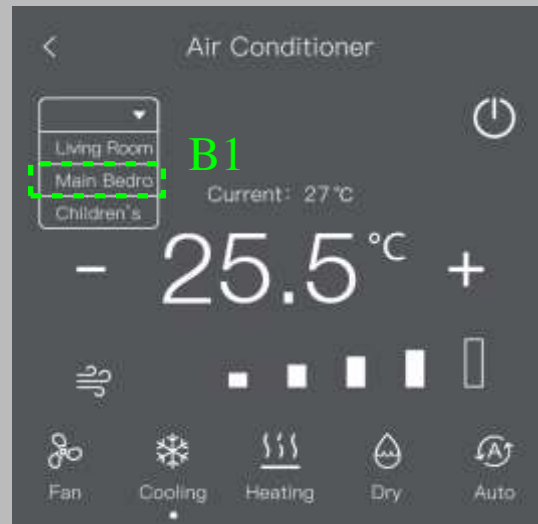 Air Conditioner
Living Room
Main Bedro
B1
Children's
Current: 27 ℃
- 25.5 °C +
A
Fan Cooling Heating Dry Auto